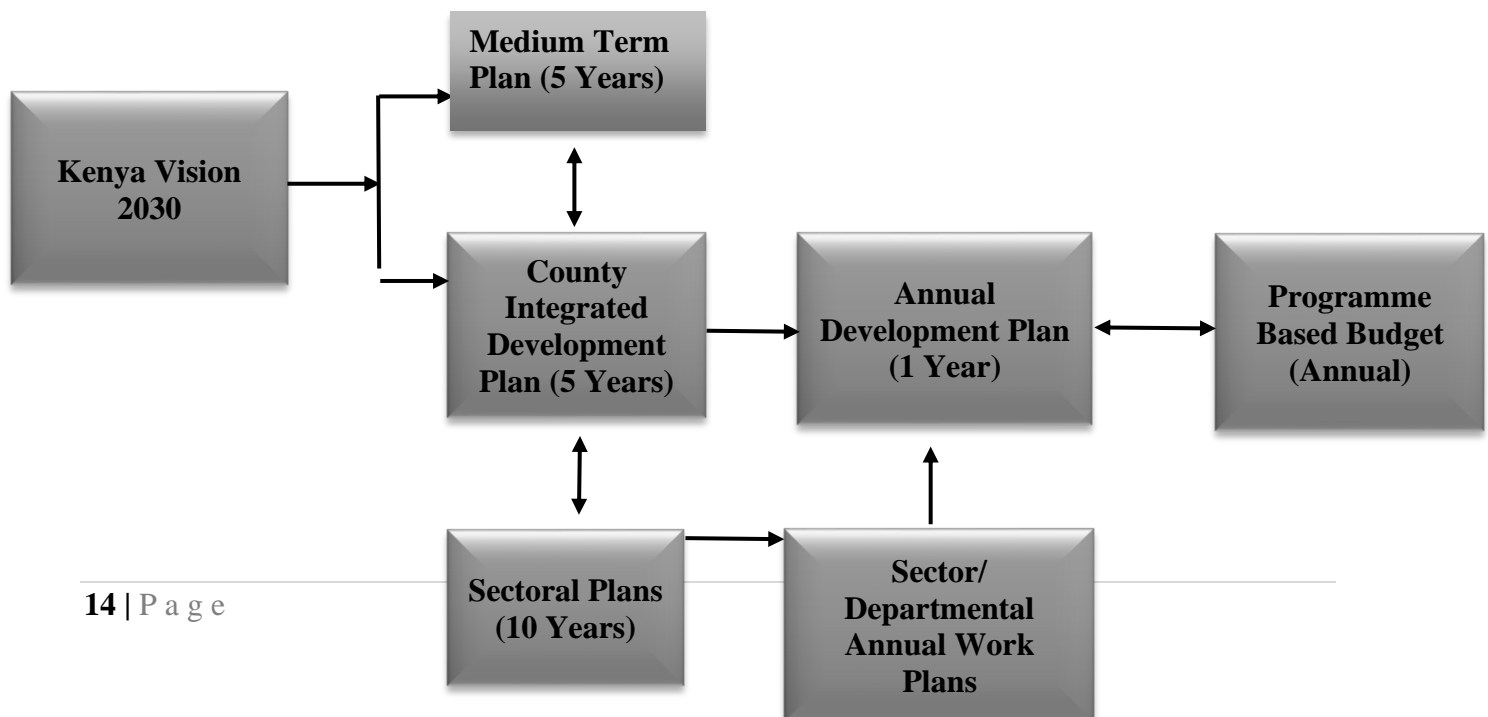 Medium Term
Plan (5 Years)
Kenya Vision
2030
County
Integrated
Development
Plan (5 Years)
Annual
Development Plan
(1 Year)
Programme
Based Budget
(Annual)
Sectoral Plans
(10 Years)
Sector/
Departmental
Annual Work
Plans
14 | P a g e